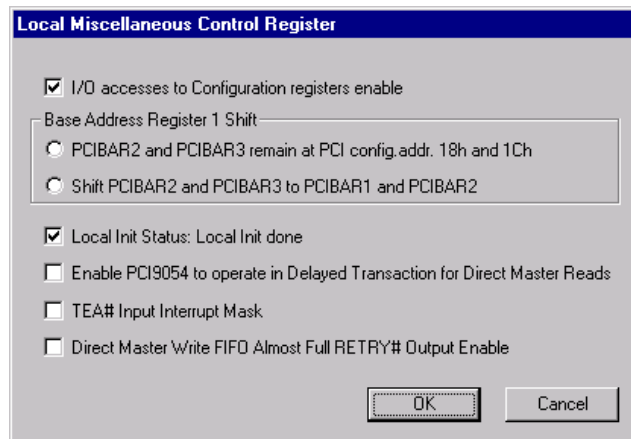 Local Miscellaneous Control Register
I/O accesses to Configuration registers enable
Base Address Register 1 Shift
PCIBAR2 and PCIBAR3 remain at PCI config.addr. 18h and 1Ch
Shift PCIBAR2 and PCIBAR3 to PCIBAR1 and PCIBAR2
Local Init Status: Local Init done
Enable PCI9054 to operate in Delayed Transaction for Direct Master Reads
TEA# Input Interrupt Mask
Direct Master Write FIFO Almost Full RETRY# Output Enable
OK
Cancel